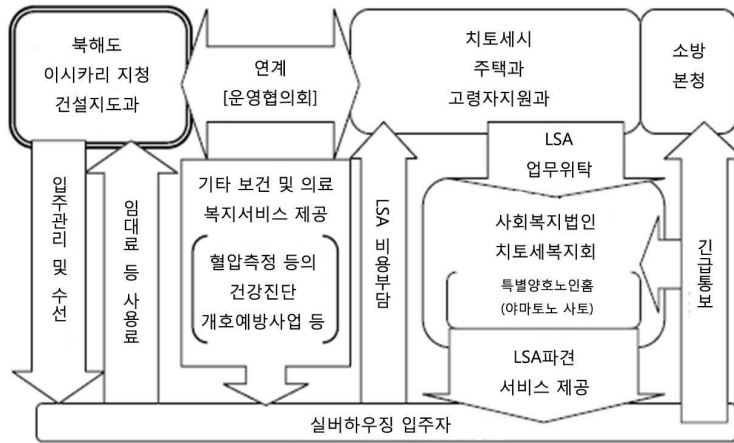 북해도
이시카리 지청
건설지도과
연계
[운영협의회]
치토세시
주택과
고령자지원과
소방
본청
입주관리 및 수선
임대료 등 사용료
기타 보건 및 의료
복지서비스 제공
혈압측정 등의
건강진단
개호예방사업 등
LSA 비용부담
LSA
업무위탁
사회복지법인
치토세복지회
특별양호노인홈
(야마토노 사토)
긴급통보
LSA파견
서비스 제공
실버하우징 입주자